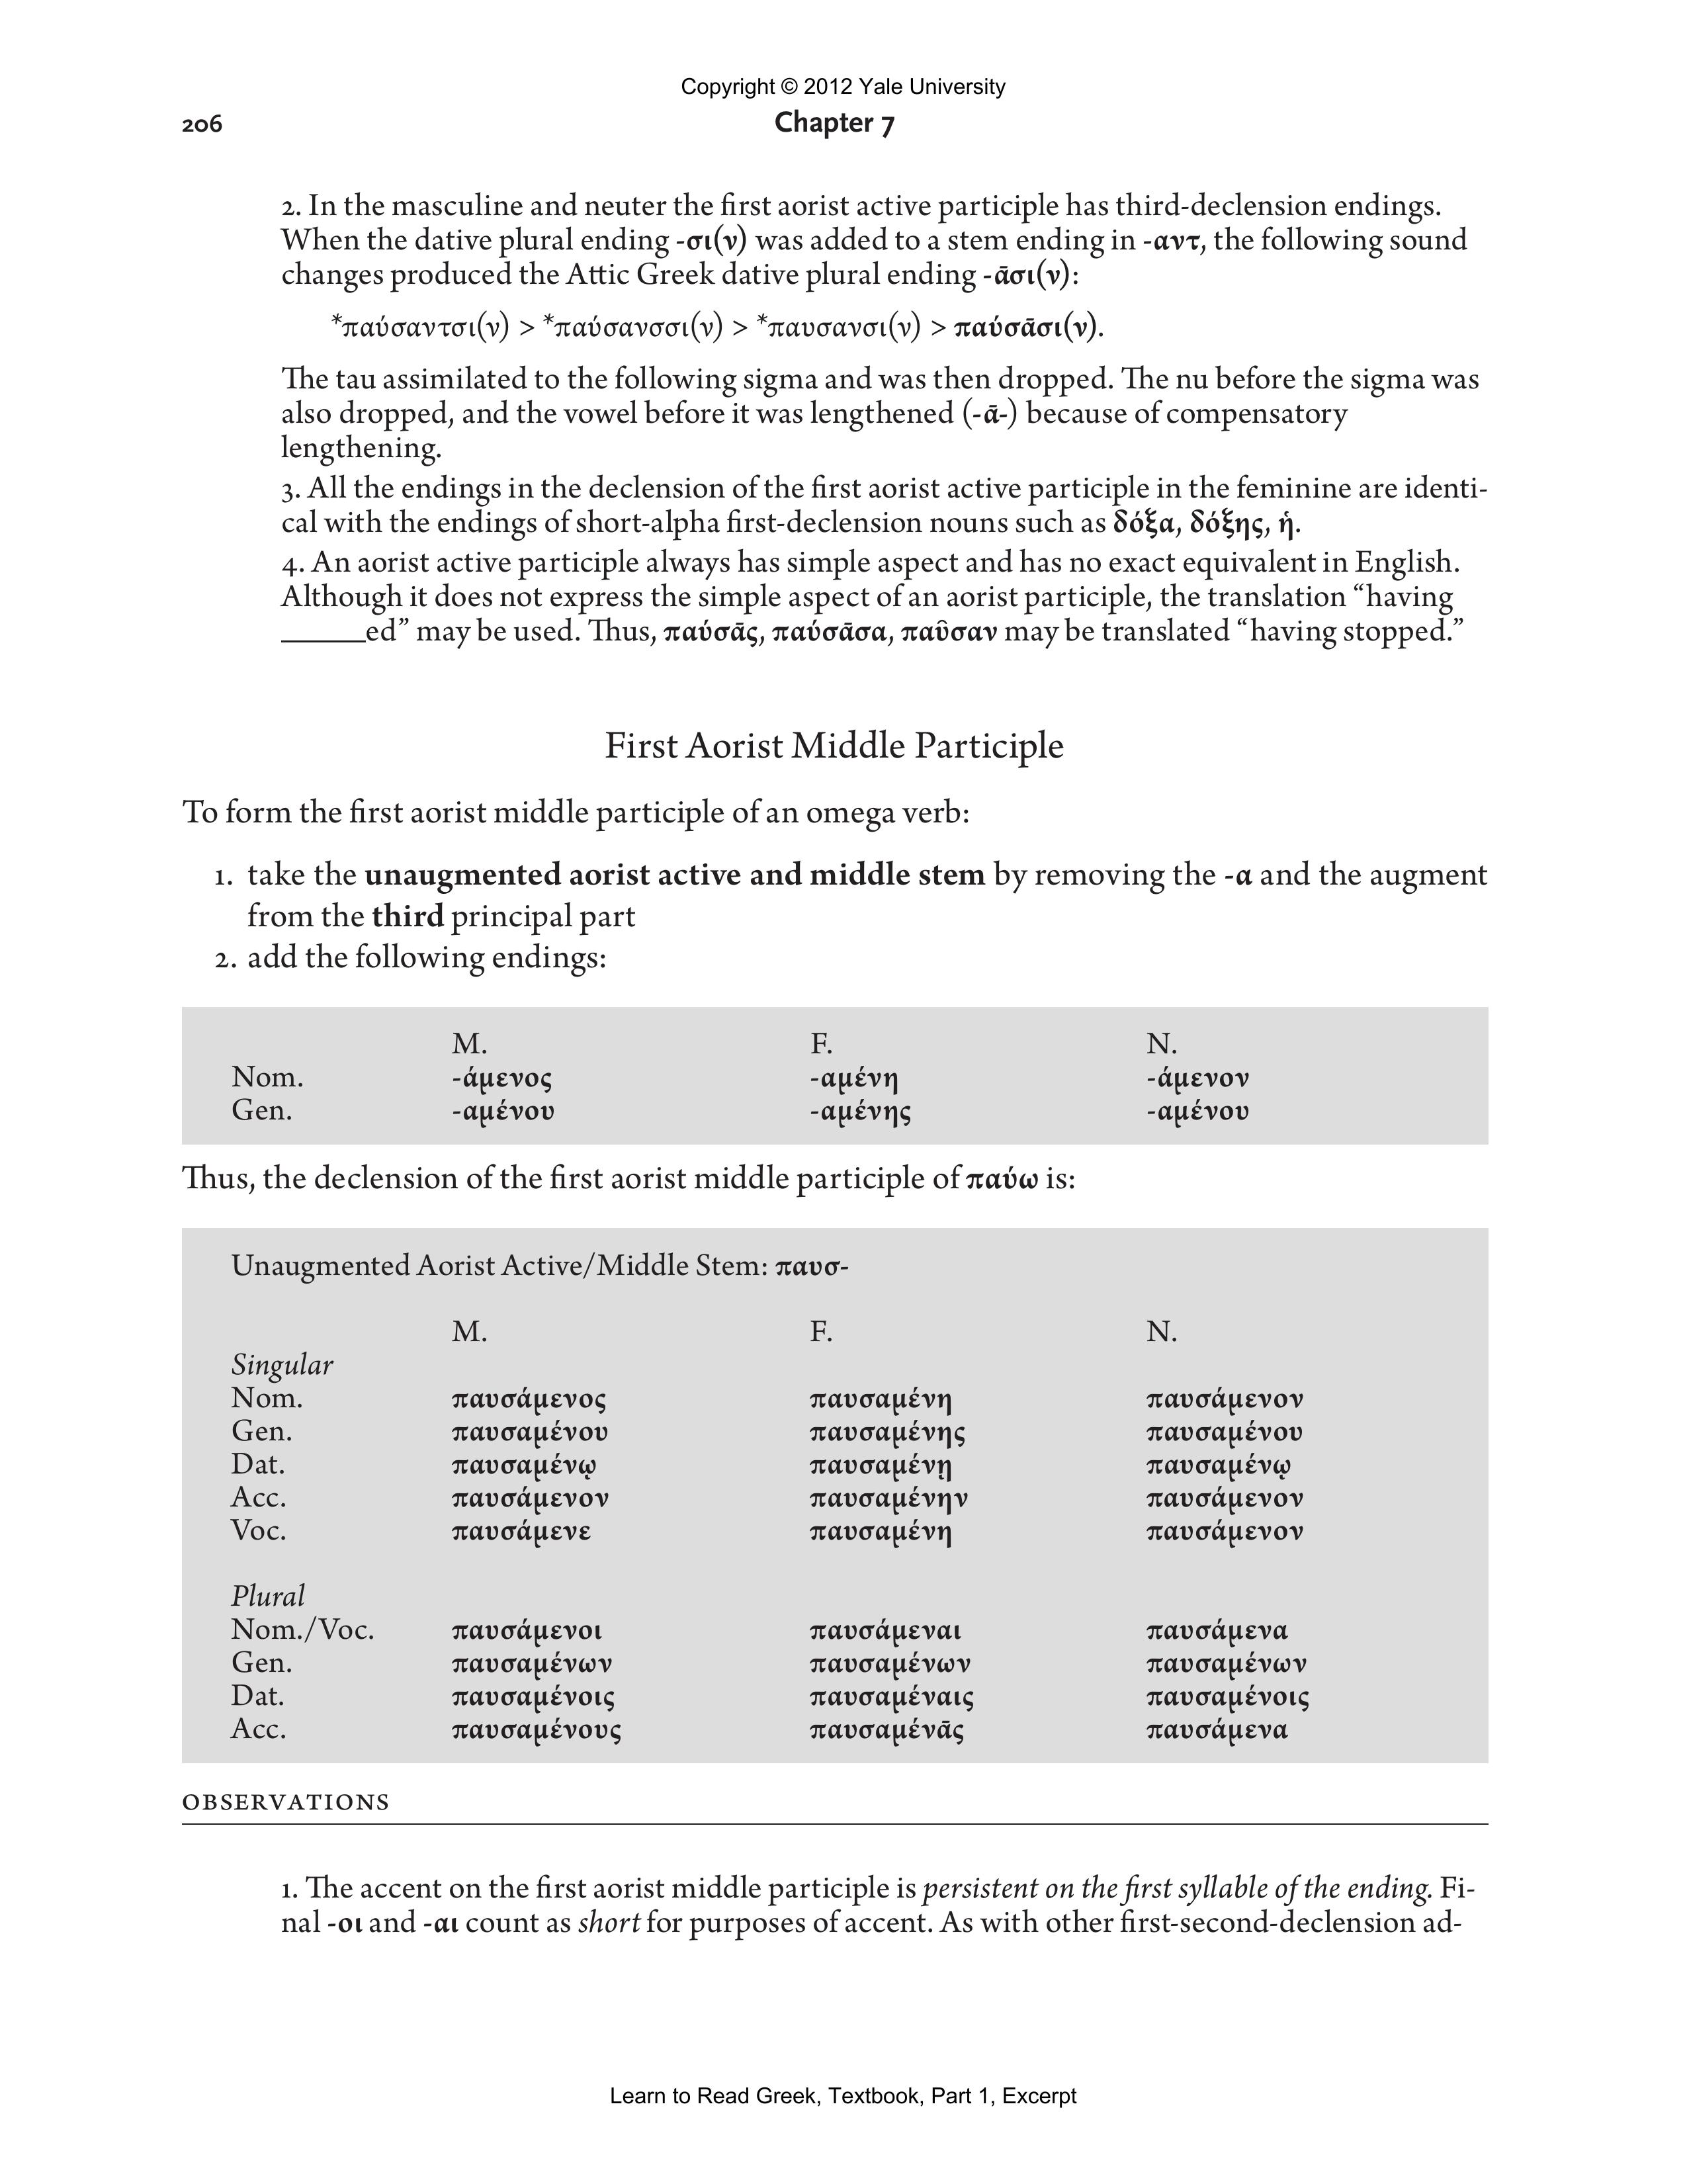 Copyright © 2012 Yale University
206 Chapter 7
2. In the masculine and neuter the first aorist active participle has third-declension endings.
When the dative plural ending -σι(ν) was added to a stem ending in -αντ, the following sound
changes produced the Attic Greek dative plural ending -ᾱσι(ν):
*παύσαντσι(ν) > *παύσανσσι(ν) > *παυσανσι(ν) > παύσᾱσι(ν).
The tau assimilated to the following sigma and was then dropped. The nu before the sigma was
also dropped, and the vowel before it was lengthened (-ᾱ-) because of compensatory
lengthening.
3. All the endings in the declension of the first aorist active participle in the feminine are identi-
cal with the endings of short-alpha first-declension nouns such as δόξα, δόξης, ἡ.
4. An aorist active participle always has simple aspect and has no exact equivalent in English.
Although it does not express the simple aspect of an aorist participle, the translation “having
______ed” may be used. Thus, παύσᾱς, παύσᾱσα, παῦσαν may be translated “having stopped.”
First Aorist Middle Participle
To form the first aorist middle participle of an omega verb:
1. take the unaugmented aorist active and middle stem by removing the -α and the augment
from the third principal part
2. add the following endings:
M. F. N.
Nom. -άμενος -αμένη -άμενον
Gen. -αμένου -αμένης -αμένου
Thus, the declension of the first aorist middle participle of παύω is:
Unaugmented Aorist Active/Middle Stem: παυσ-
M. F. N.
Singular
Nom. παυσάμενος παυσαμένη παυσάμενον
Gen. παυσαμένου παυσαμένης παυσαμένου
Dat. παυσαμένῳ παυσαμένῃ παυσαμένῳ
Acc. παυσάμενον παυσαμένην παυσάμενον
Voc. παυσάμενε παυσαμένη παυσάμενον
Plural
Nom./Voc. παυσάμενοι παυσάμεναι παυσάμενα
Gen. παυσαμένων παυσαμένων παυσαμένων
Dat. παυσαμένοις παυσαμέναις παυσαμένοις
Acc. παυσαμένους παυσαμένᾱς παυσάμενα
OBSERVATIONS
1. The accent on the first aorist middle participle is persistent on the first syllable of the ending. Fi-
nal -οι and -αι count as short for purposes of accent. As with other first-second-declension ad-
Learn to Read Greek, Textbook, Part 1, Excerpt